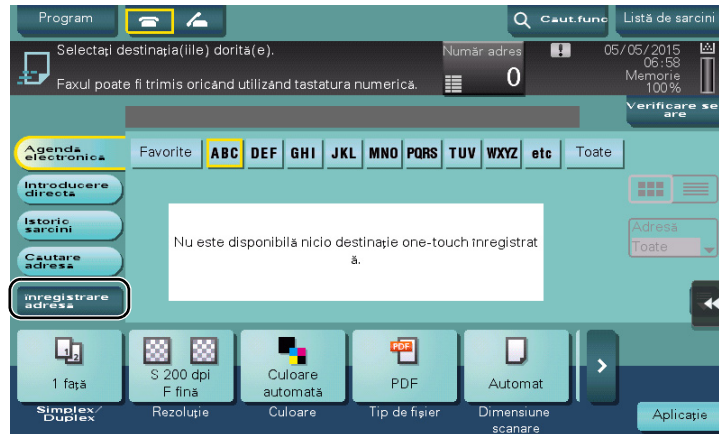 Program
Caut.func
Listă de sarcini
Selectați destinația(iile) dorită(e).
Număr adres
05/05/2015
06:58
Faxul poate fi trimis oricând utilizând tastatura numerică.
0
Memorie
100%
Verificare se
are
Agenda
electronica
Favorite ABC DEF GHI JKL MNO PQRS TUV WXYZ etc Toate
Introducere
directa
Istoric
sarcini
Nu este disponibilă nicio destinație one-touch înregistrat
ă.
Adresă
Toate
Cautare
adresa
înregistrare
adresa
1 față
S 200 dpi
F fină
Culoare
automată
PDF
PDF
Automat
Simplex/
Duplex
Rezoluție
Culoare
Tip de fișier
Dimensiune
scanare
Aplicație